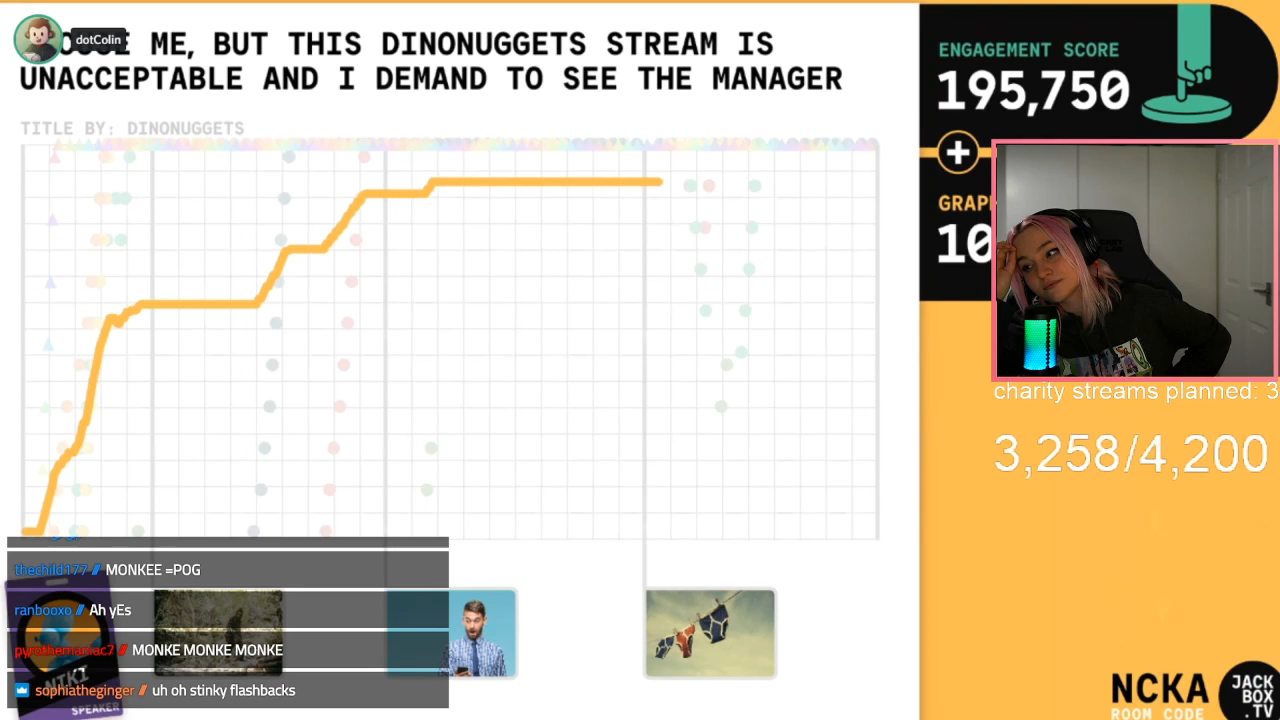 dotColin
ME, BUT THIS DINONUGGETS STREAM IS
UNACCEPTABLE AND I DEMAND TO SEE THE MANAGER
TITLE BY: DINONUGGETS
ENGAGEMENT SCORE
195,750
+
GRAP
10
charity streams planned: 3
3,258/4,200
thechild177 // MONKEE =POG
ranbooxo // Ah yEs
pyrothemaniac7 // MONKE MONKE MONKE
sophiatheginger // uh oh stinky flashbacks
NIKI
SPEAKER
NCKA
ROOM CODE
JACK
BOX
.TV